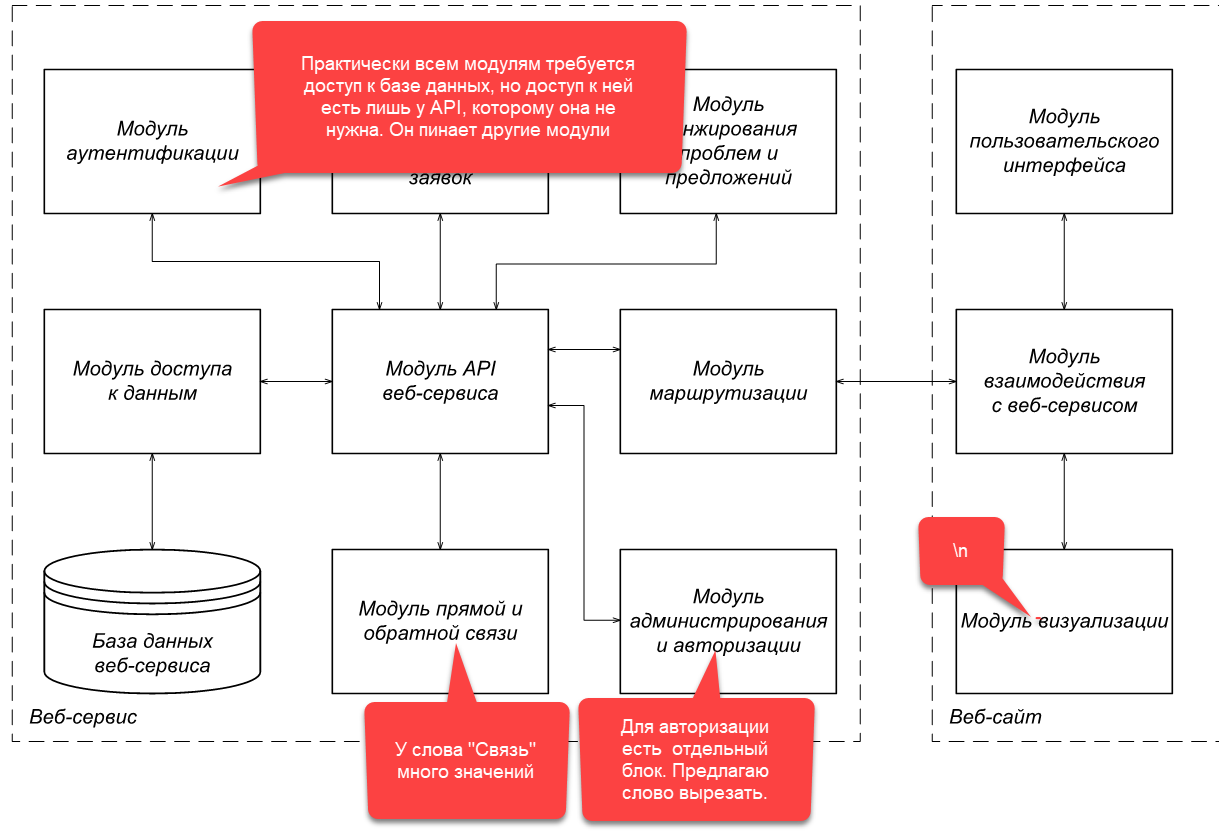 Практически всем модулям требуется
доступ к базе данных, но доступ к ней
есть лишь у API, которому она не
нужна. Он пинает другие модули
Модуль
аутентификации
заявок
Модуль
нжирования
проблем и
предложений
Модуль
пользовательского
интерфейса
Модуль доступа
к данным
Модуль API
веб-сервиса
Модуль
маршрутизации
Модуль
взаимодействия
с веб-сервисом
База данных
веб-сервиса
Модуль прямой и
обратной связи
Модуль
администрирования
и авторизации
\n
Модуль визуализации
Веб-сервис
Веб-сайт
У слова "Связь"
много значений
Для авторизации
есть отдельный
блок. Предлагаю
слово вырезать.